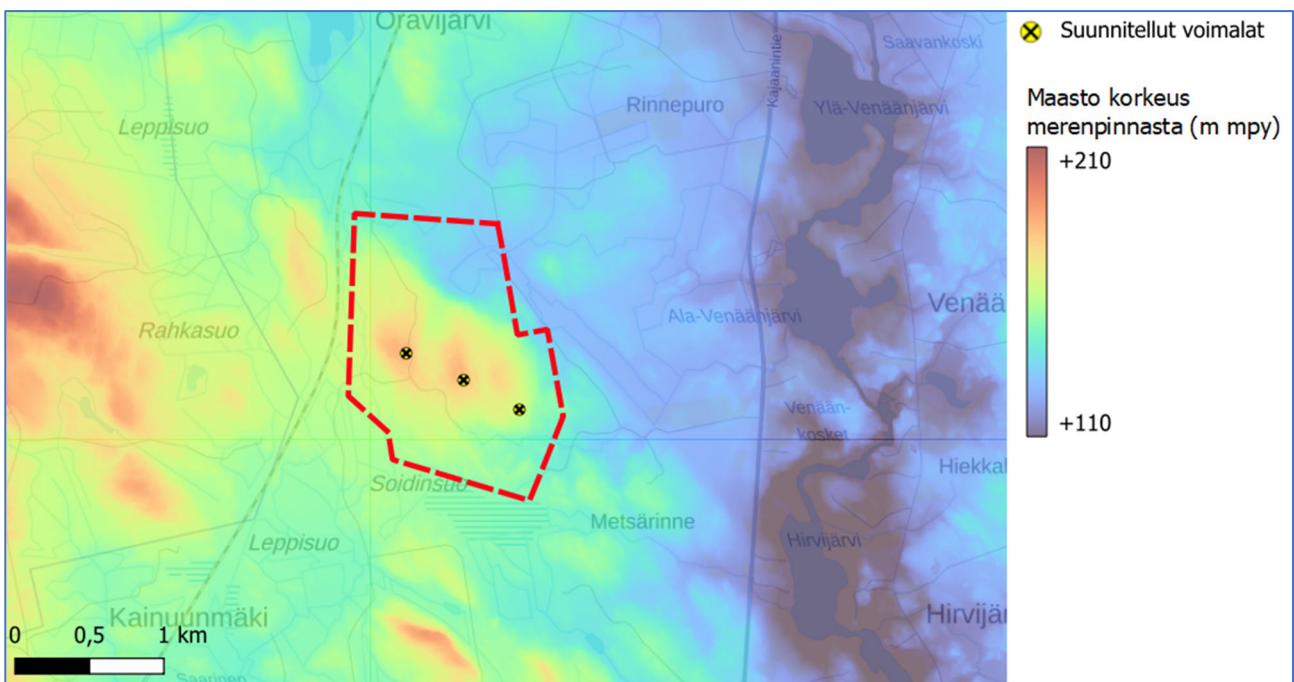 Oravijärvi
Saavankoski
Kajaanintie
Rinnepuro
Ylä-Venäänjärvi
Leppisuo
Venää
Ala-Venäänjärvi
Rahkasuo
Venään-
kosket
Hiekkal
Soidinsuo
Metsärinne
Leppisuo
Hirvijärvi
Kainuunmäki
Hirvijär
0 0,5 1 km
Saarinen
Suunnitellut voimalat
Maasto korkeus
merenpinnasta (m mpy)
+210
+110